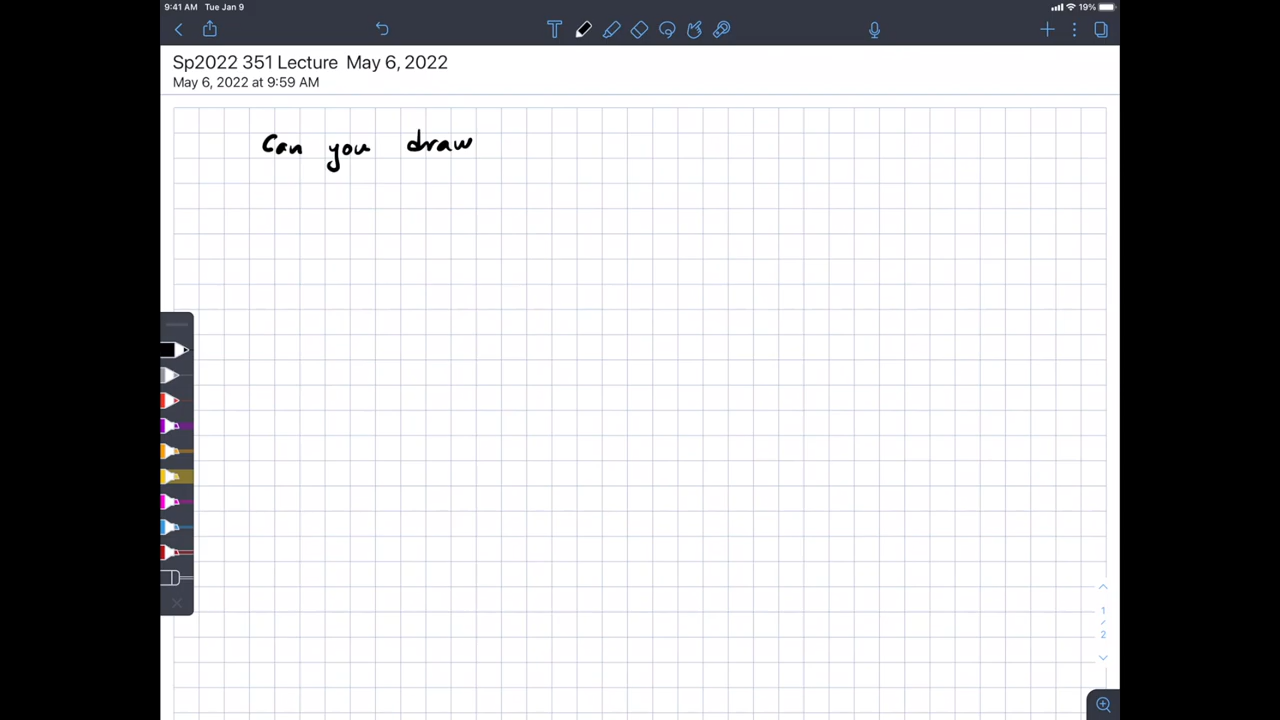 9:41 AM Tue Jan 9 19%
T
Sp2022 351 Lecture May 6, 2022
May 6, 2022 at 9:59 AM
Can you draw
1
/
2